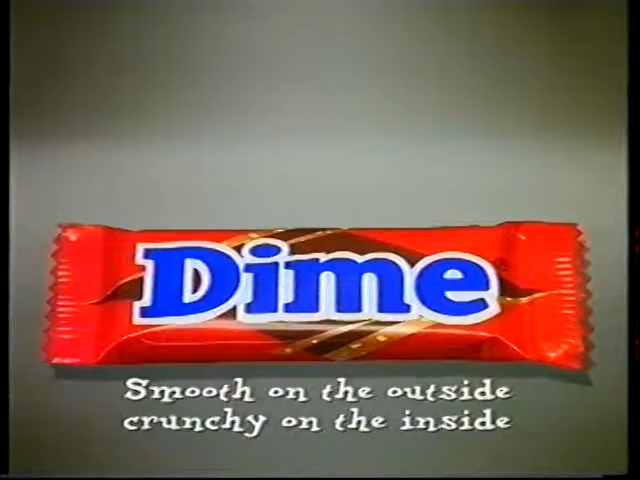 Dime
Smooth on the outside
crunchy on the inside